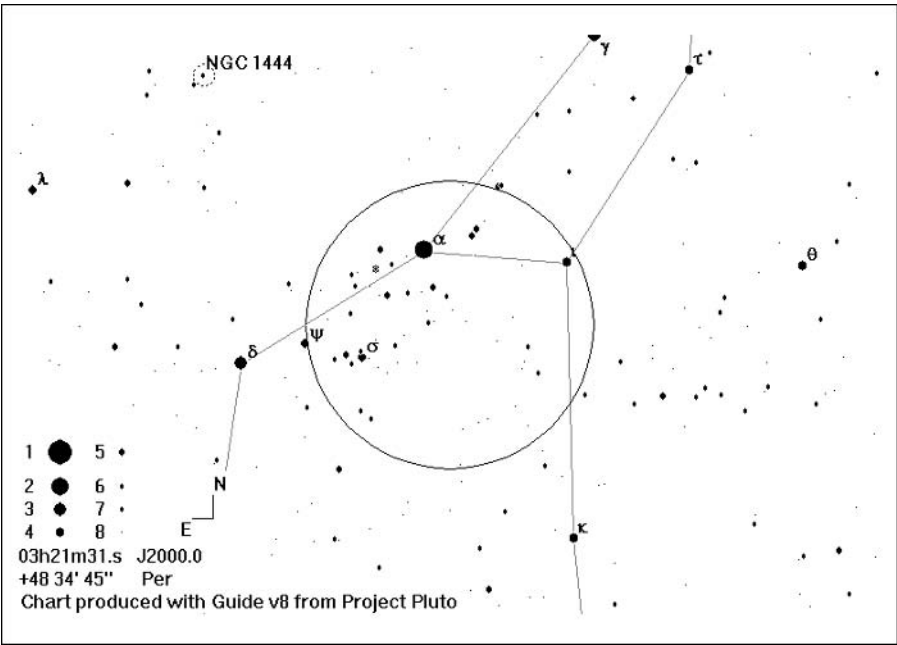 γ
τ
NGC 1444
λ
α
ι
θ
ψ
δ
σ
1 5
2 6
3 7
4 8
N
E
κ
03h21m31.s J2000.0
+48 34' 45" Per
Chart produced with Guide v8 from Project Pluto